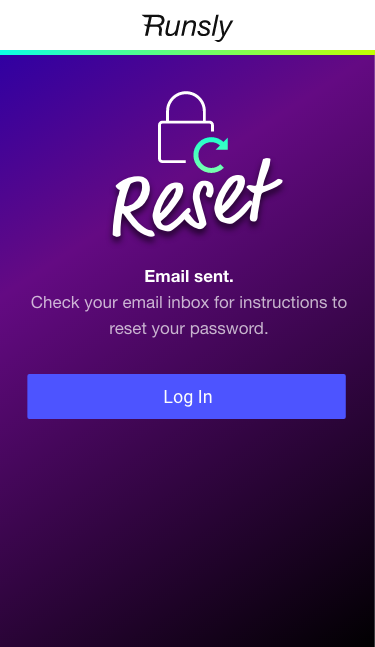 Runsly
Reset
Email sent.
Check your email inbox for instructions to
reset your password.
Log In